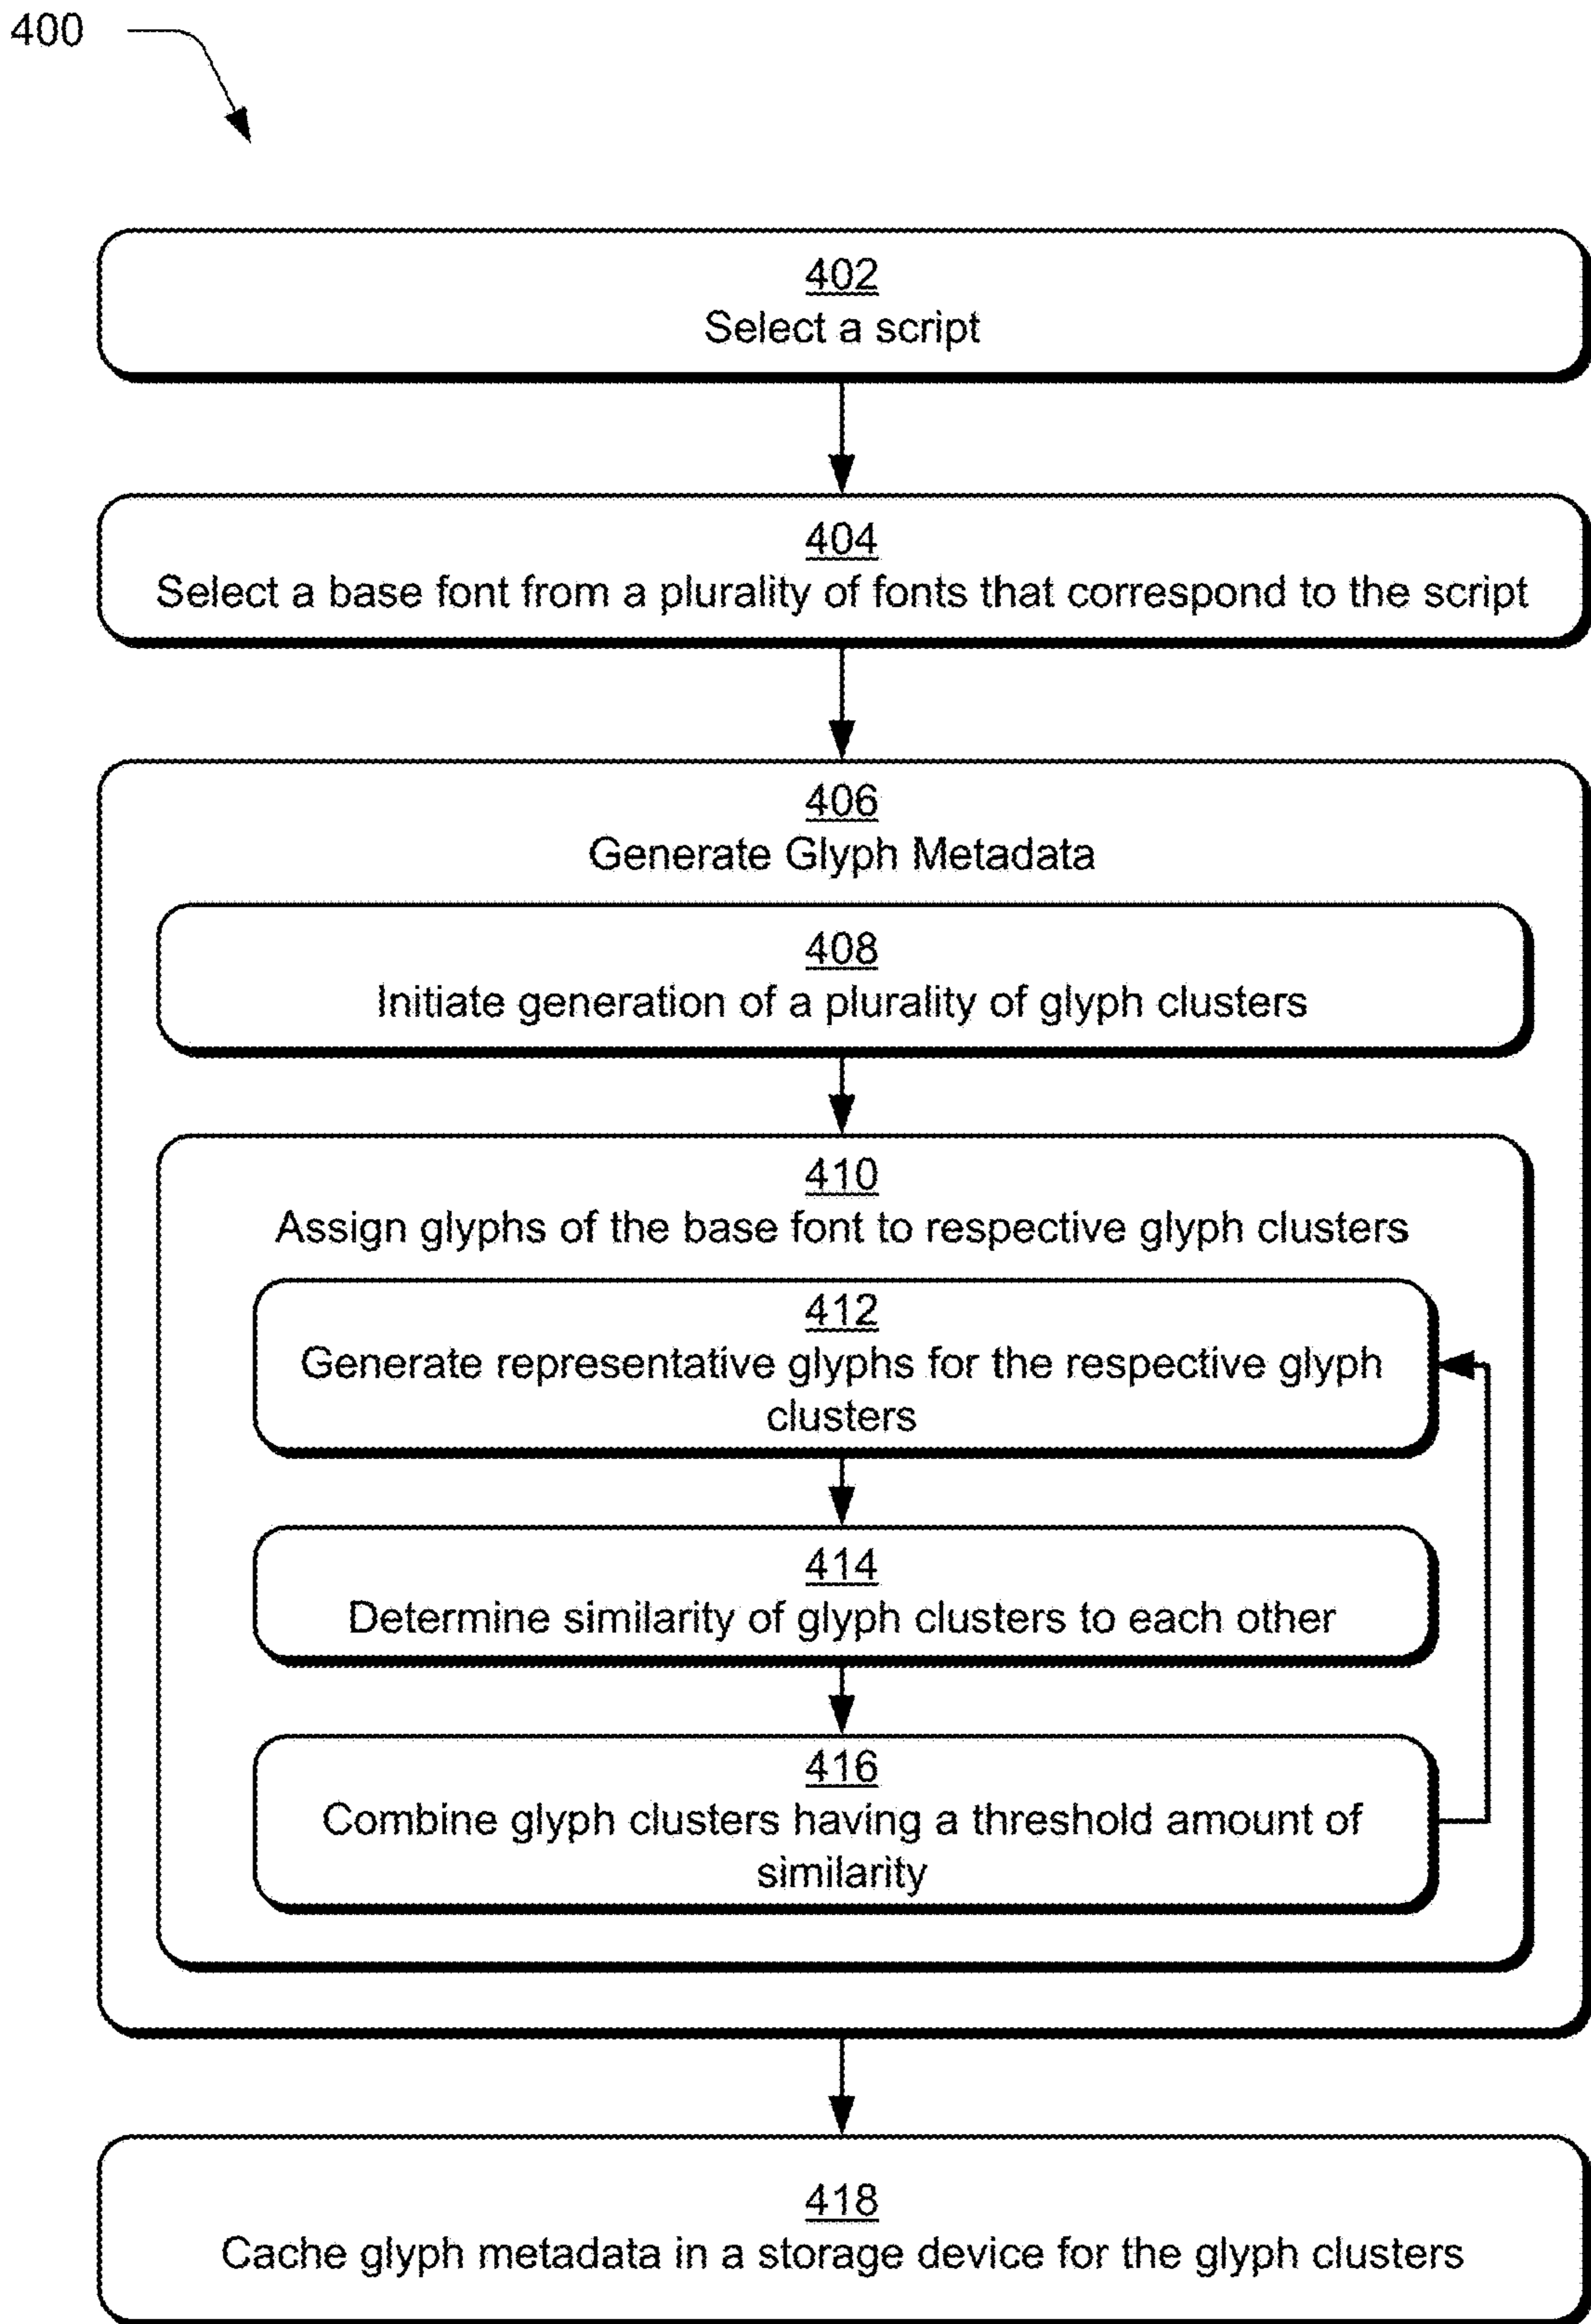 400
402
Select a script
404
Select a base font from a plurality of fonts that correspond to the script
406
Generate Glyph Metadata
408
Initiate generation of a plurality of glyph clusters
410
Assign glyphs of the base font to respective glyph clusters
412
Generate representative glyphs for the respective glyph
clusters
414
Determine similarity of glyph clusters to each other
416
Combine glyph clusters having a threshold amount of
similarity
418
Cache glyph metadata in a storage device for the glyph clusters